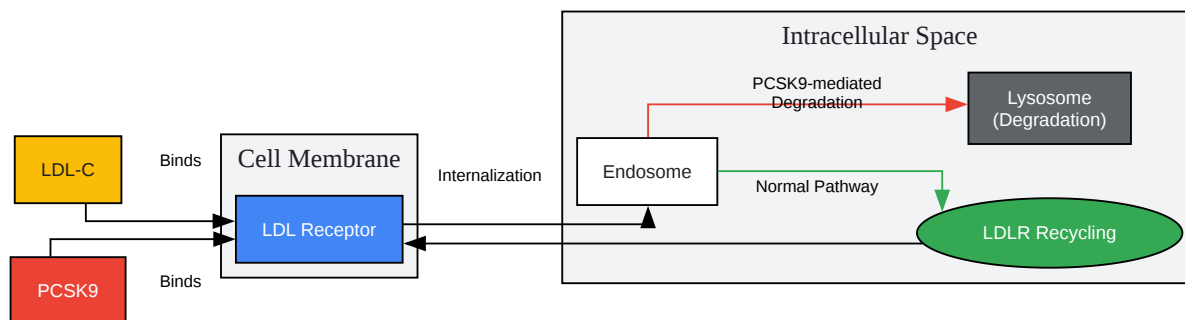 Intracellular Space
PCSK9-mediated
Degradation
Lysosome
(Degradation)
LDL-C
Binds
Cell Membrane
Internalization
Endosome
Normal Pathway
LDL Receptor
LDLR Recycling
PCSK9
Binds